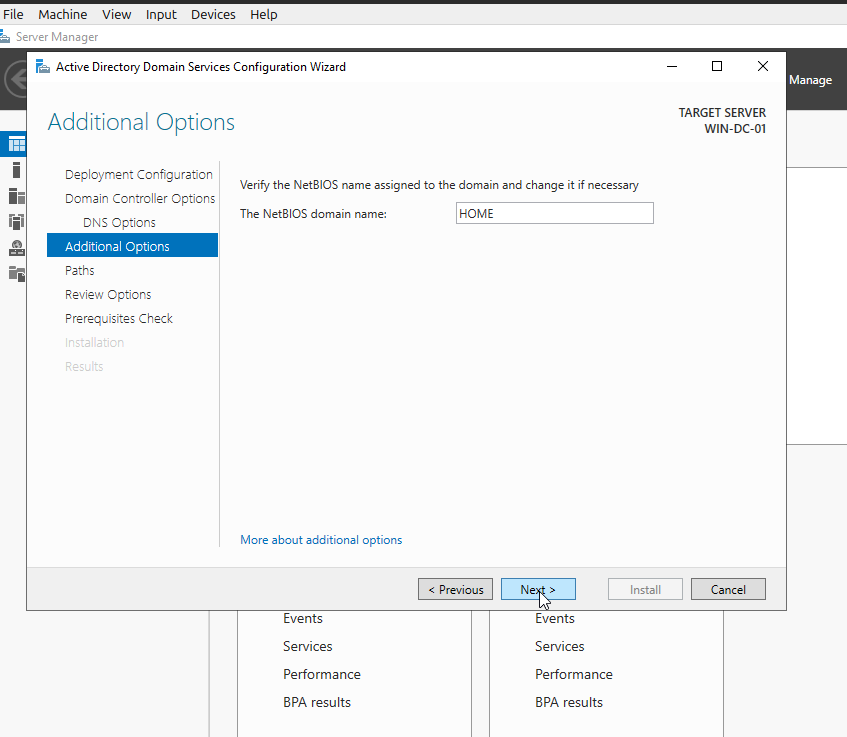 File Machine View Input Devices Help
Server Manager
Active Directory Domain Services Configuration Wizard
Manage
Additional Options
TARGET SERVER
WIN-DC-01
Deployment Configuration
Domain Controller Options
DNS Options
Additional Options
Paths
Review Options
Prerequisites Check
Installation
Results
Verify the NetBIOS name assigned to the domain and change it if necessary
The NetBIOS domain name: HOME
More about additional options
< Previous Next > Install Cancel
Events Events
Services Services
Performance Performance
BPA results BPA results